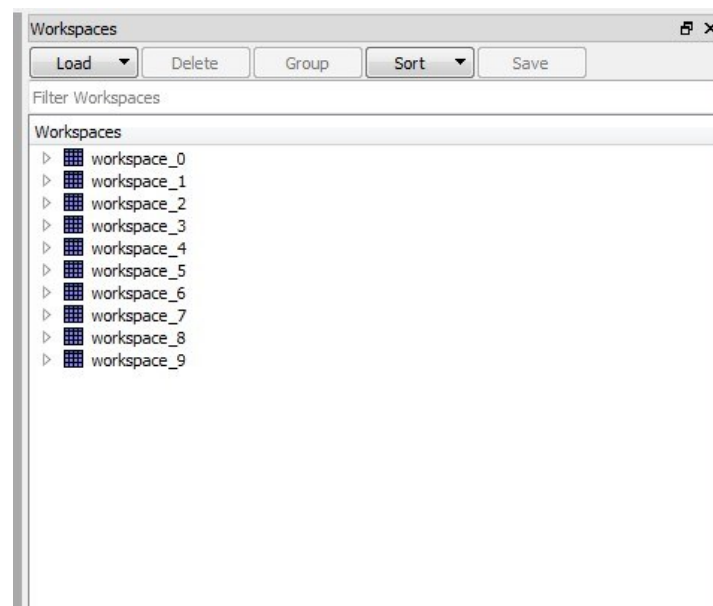 Workspaces
Load Delete Group Sort Save
Filter Workspaces
Workspaces
workspace_0
workspace_1
workspace_2
workspace_3
workspace_4
workspace_5
workspace_6
workspace_7
workspace_8
workspace_9